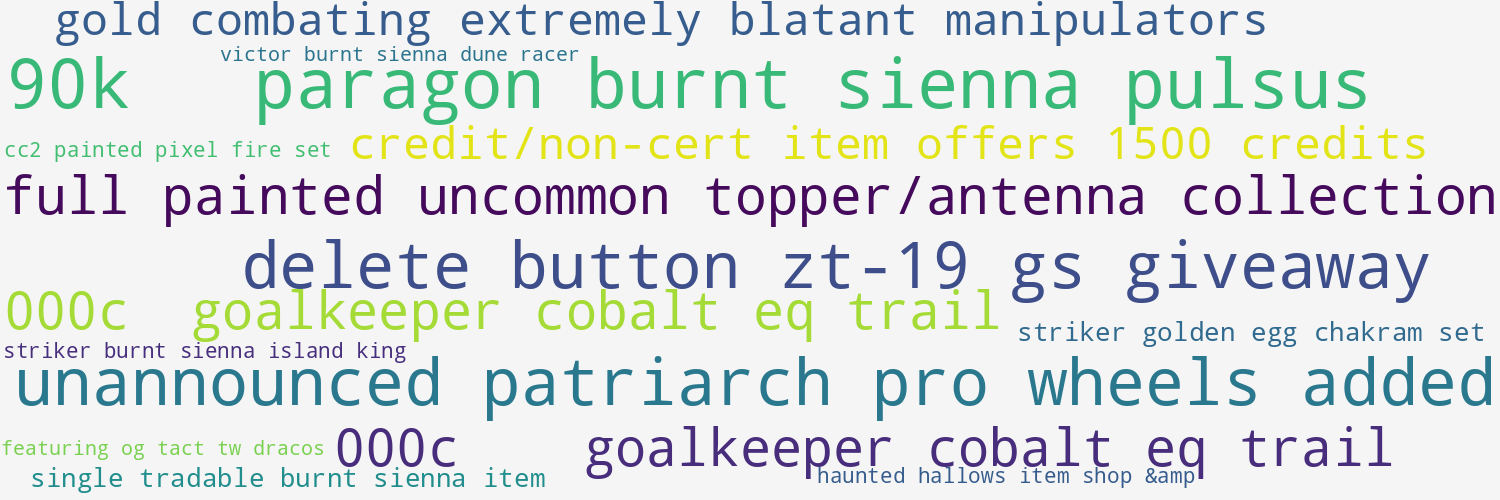 gold combating extremely blatant manipulators
victor burnt sienna dune racer
90k paragon burnt sienna pulsus
cc2 painted pixel fire set
credit/non-cert item offers 1500 credits
full painted uncommon topper/antenna collection
delete button zt-19 gs giveaway
000c goalkeeper cobalt eq trail
striker golden egg chakram set
striker burnt sienna island king
unannounced patriarch pro wheels added
featuring og tact tw dracos
000c goalkeeper cobalt eq trail
single tradable burnt sienna item
haunted hallows item shop &amp